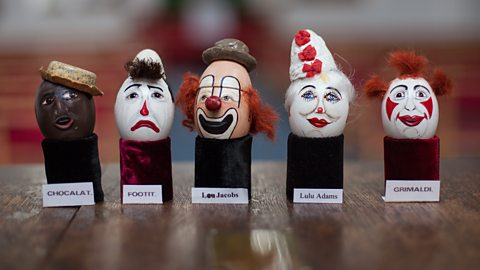 CHOCALAT.
FOOTIT.
Lou Jacobs
Lulu Adams
GRIMALDI.